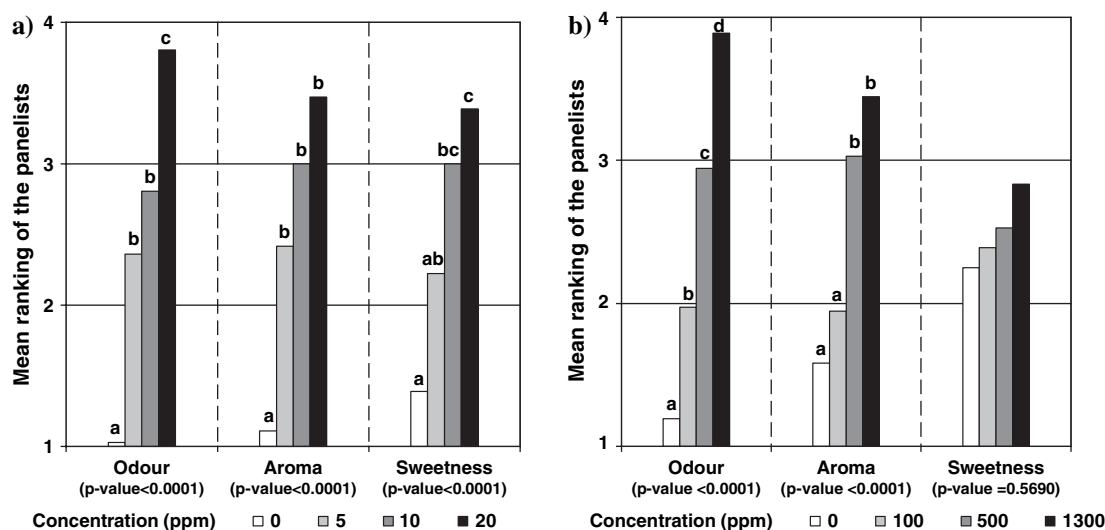 a)
Mean ranking of the panelists
4
3
2
1
a
b
b
c
a
b
b
b
a
ab
bc
c
Odour
(p-value<0.0001)
Aroma
(p-value<0.0001)
Sweetness
(p-value<0.0001)
Concentration (ppm) 0 5 10 20
b)
Mean ranking of the panelists
4
3
2
1
a
b
c
d
a
a
b
b
Odour
(p-value <0.0001)
Aroma
(p-value <0.0001)
Sweetness
(p-value =0.5690)
Concentration (ppm) 0 100 500 1300